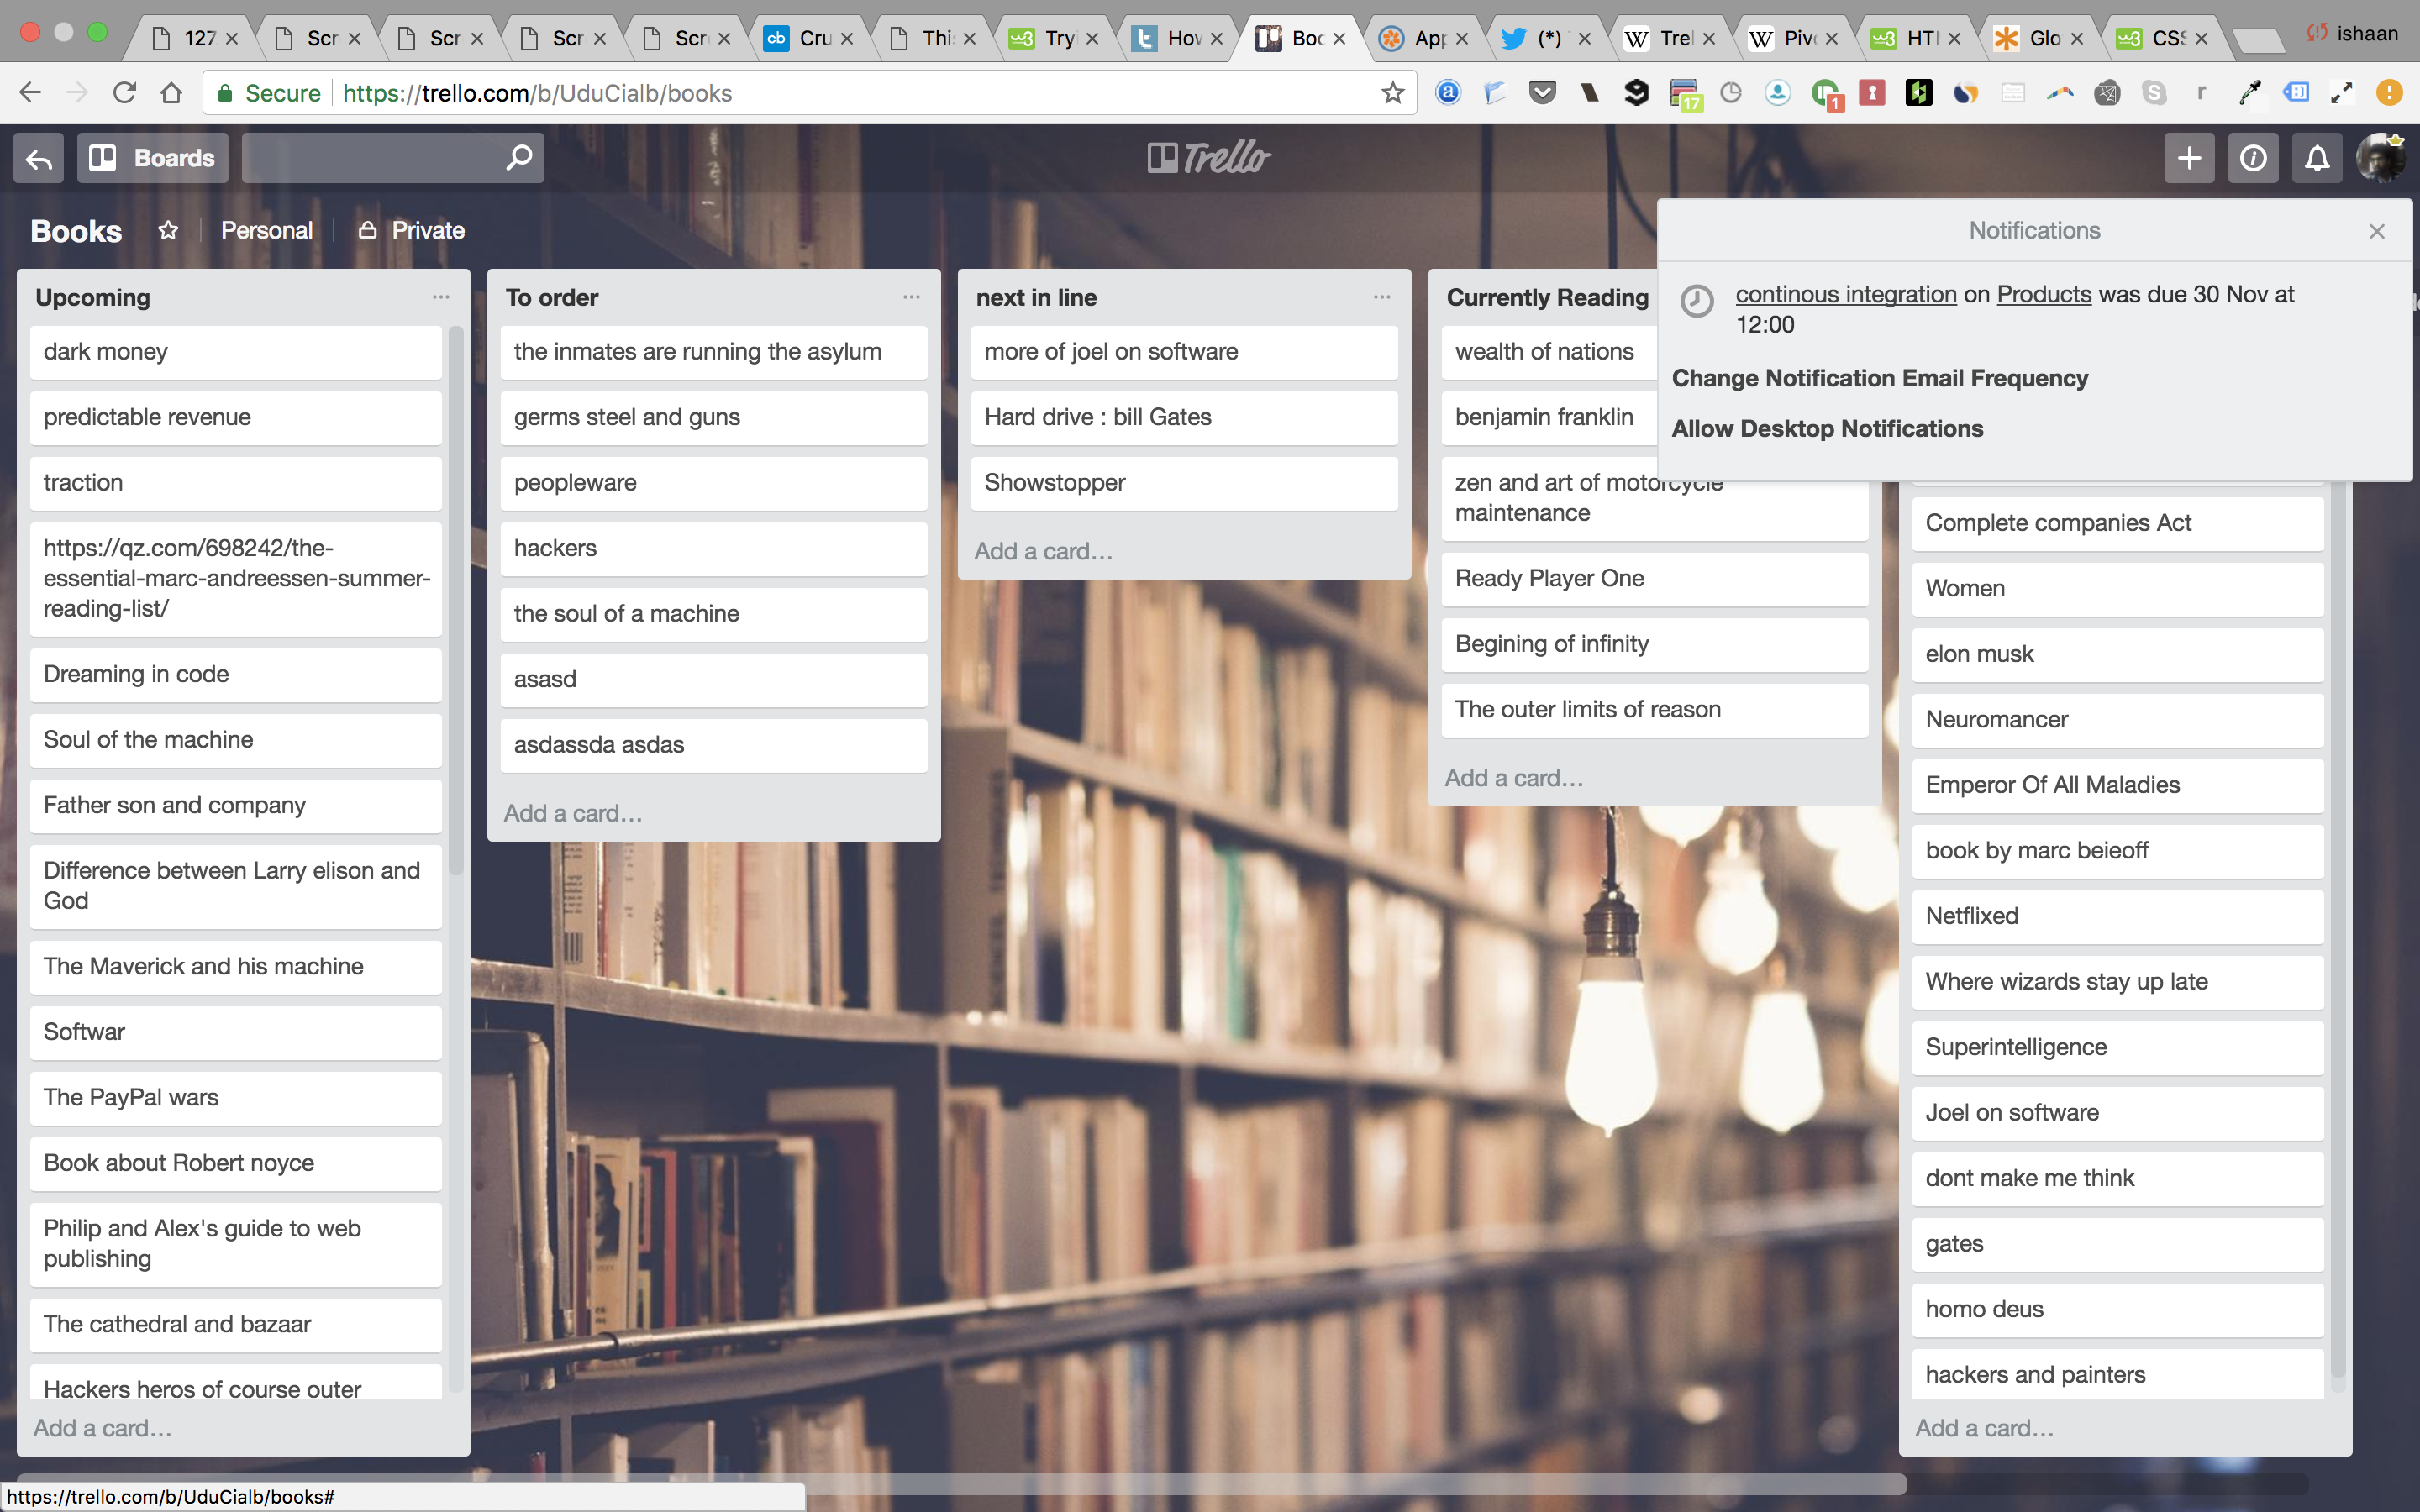 127
Scr
Scr
Scr
Scr
Cru
Thi
Try
Hov
Boo
App
(*)
Trel
Pivo
HTM
Glo
CSS
ishaan
Secure
https://trello.com/b/UduCialb/books
17
1
Boards
Trello
Books
Personal
Private
Notifications
continous integration on Products was due 30 Nov at
12:00
Change Notification Email Frequency
Allow Desktop Notifications
Upcoming
dark money
predictable revenue
traction
https://qz.com/698242/the-
essential-marc-andreessen-summer-
reading-list/
Dreaming in code
Soul of the machine
Father son and company
Difference between Larry elison and
God
The Maverick and his machine
Softwar
The PayPal wars
Book about Robert noyce
Philip and Alex's guide to web
publishing
The cathedral and bazaar
Hackers heros of course outer
Add a card…
To order
the inmates are running the asylum
germs steel and guns
peopleware
hackers
the soul of a machine
asasd
asdassda asdas
Add a card…
next in line
more of joel on software
Hard drive : bill Gates
Showstopper
Add a card…
Currently Reading
wealth of nations
benjamin franklin
zen and art of motorcycle
maintenance
Ready Player One
Begining of infinity
The outer limits of reason
Add a card…
Complete companies Act
Women
elon musk
Neuromancer
Emperor Of All Maladies
book by marc beieoff
Netflixed
Where wizards stay up late
Superintelligence
Joel on software
dont make me think
gates
homo deus
hackers and painters
Add a card…
https://trello.com/b/UduCialb/books#